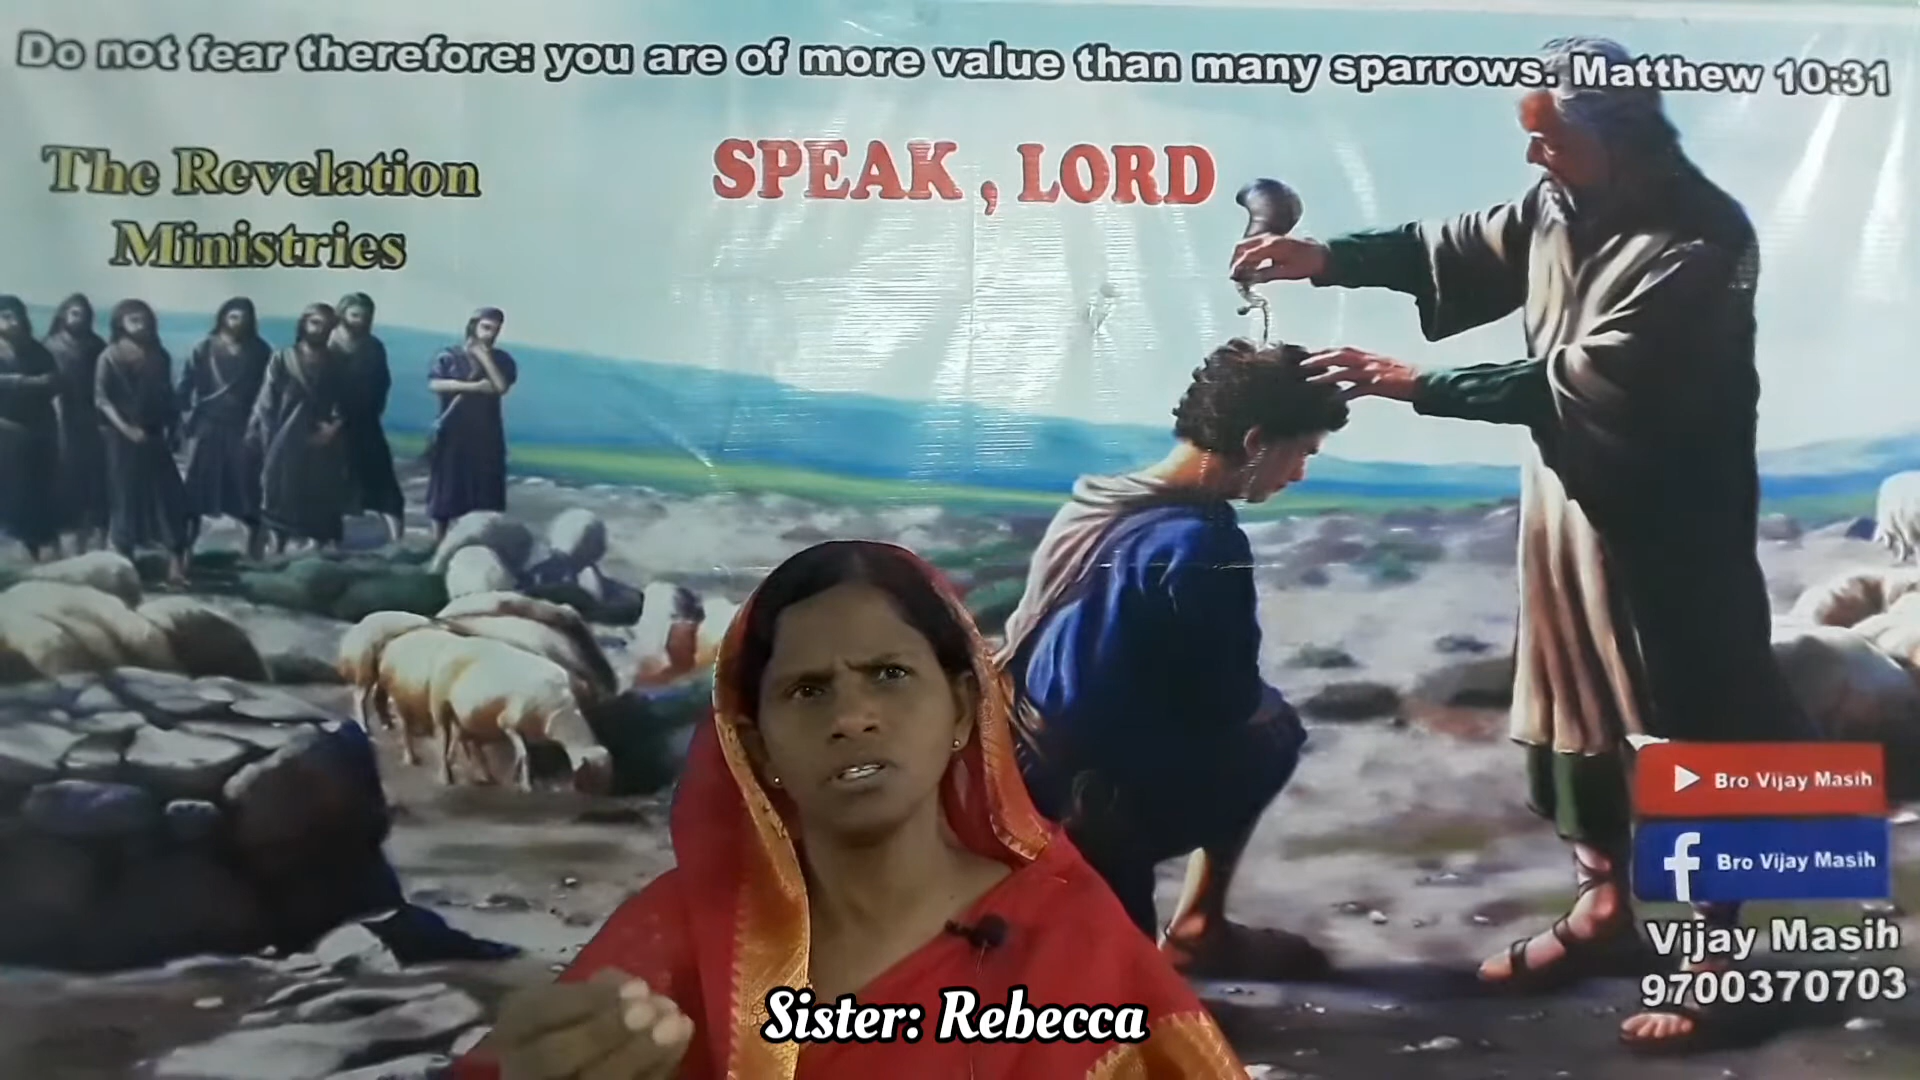 Do not fear therefore: you are of more value than many sparrows. Matthew 10:31
The Revelation
Ministries
SPEAK , LORD
Bro Vijay Masih
f Bro Vijay Masih
Vijay Masih
9700370703
Sister: Rebecca